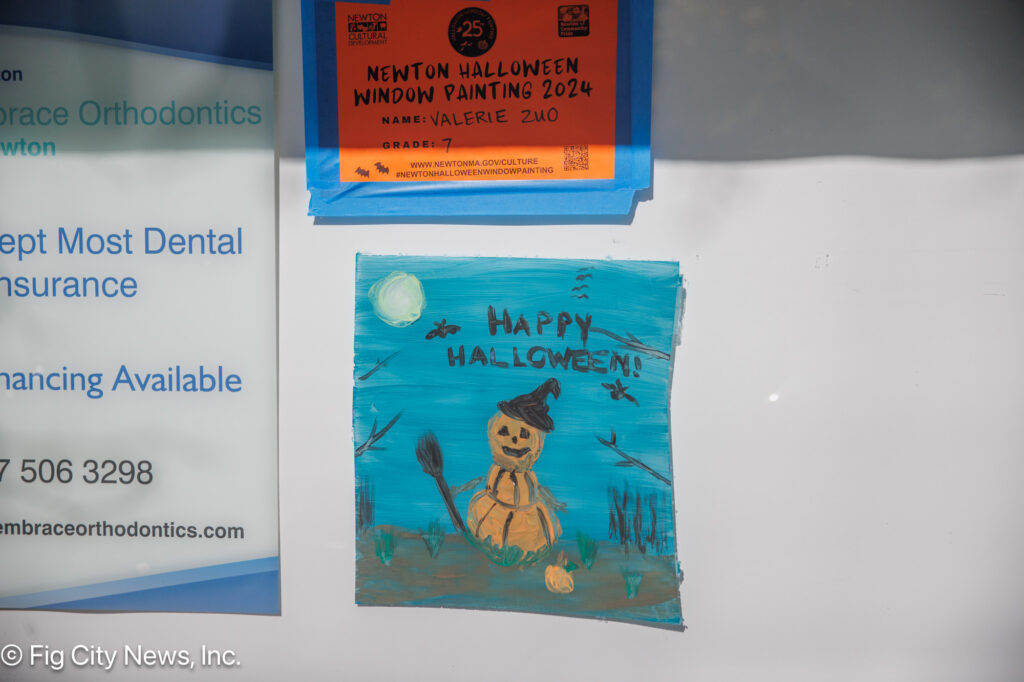 NEWTON
CULTURAL
DEVELOPMENT
25
NEWTON HALLOWEEN
WINDOW PAINTING 2024
NAME: VALERIE ZUO
GRADE: 7
WWW.NEWTONMA.GOV/CULTURE
#NEWTONHALLOWEENWINDOWPAINTING
on
brace Orthodontics
wton
ept Most Dental
nsurance
nancing Available
7 506 3298
embraceorthodontics.com
HAPPY
HALLOWEEN!
© Fig City News, Inc.